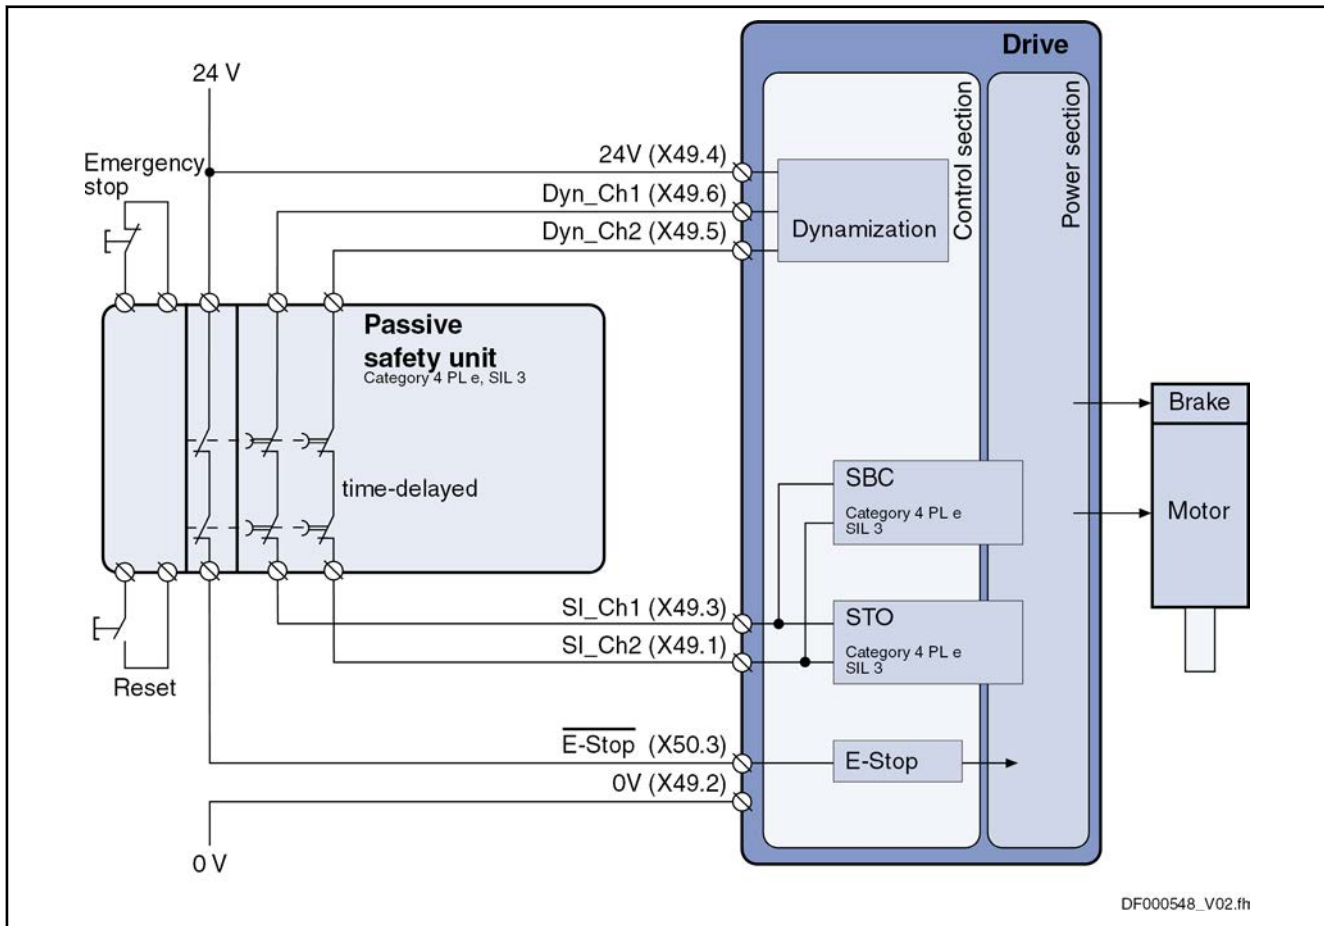 Drive
24 V
Control section
Power section
24V (X49.4)
Emergency
stop
Dyn_Ch1 (X49.6)
Dyn_Ch2 (X49.5)
Dynamization
Passive
safety unit
Category 4 PL e, SIL 3
time-delayed
Brake
Motor
SBC
Category 4 PL e
SIL 3
SI_Ch1 (X49.3)
SI_Ch2 (X49.1)
STO
Category 4 PL e
SIL 3
Reset
E-Stop (X50.3)
E-Stop
0V (X49.2)
0 V
DF000548_V02.fh